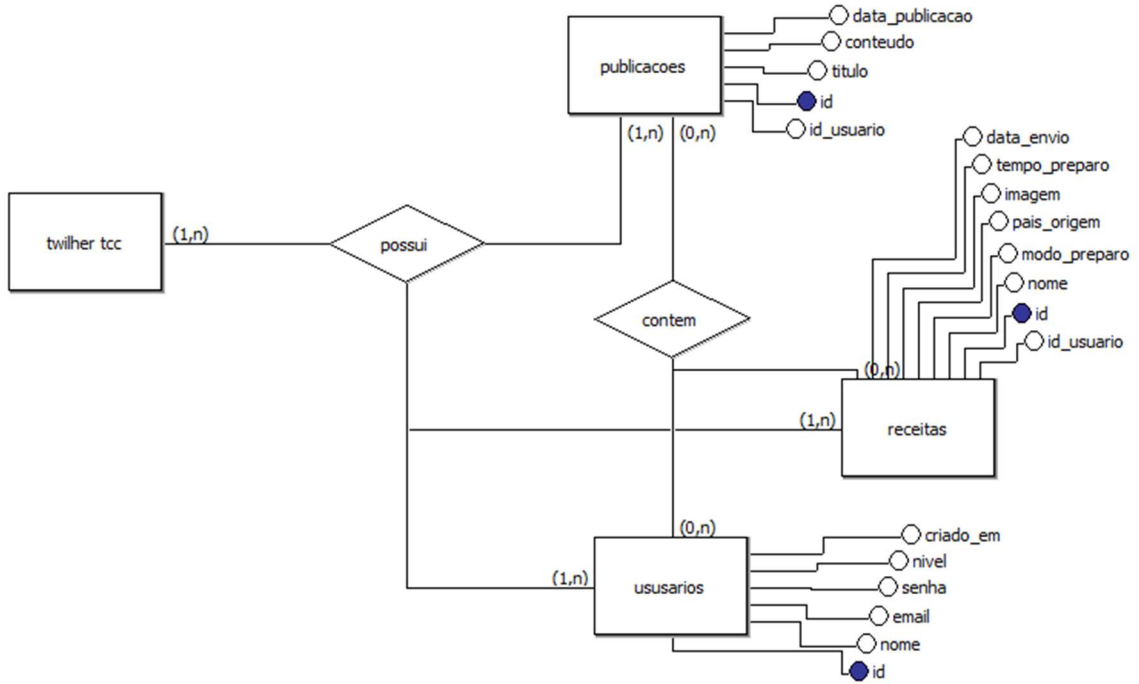 data_publicacao
conteudo
titulo
id
id_usuario
publicacoes
(1,n)
(0,n)
data_envio
tempo_preparo
imagem
pais_origem
modo_preparo
nome
id
id_usuario
twilher tcc
(1,n)
possui
contem
(0,n)
(1,n)
receitas
(0,n)
(1,n)
ususarios
criado_em
nivel
senha
email
nome
id